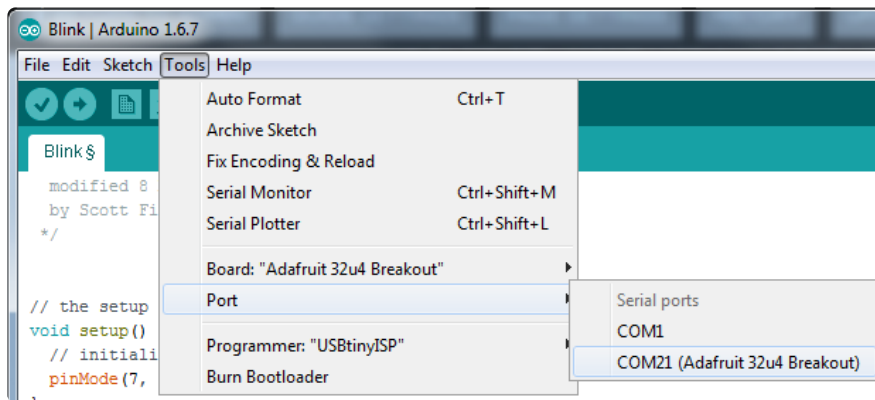 Blink | Arduino 1.6.7
File Edit Sketch Tools Help
Auto Format Ctrl+T
Archive Sketch
Fix Encoding & Reload
Serial Monitor Ctrl+Shift+M
Serial Plotter Ctrl+Shift+L
Board: "Adafruit 32u4 Breakout"
Port
Programmer: "USBtinyISP"
Burn Bootloader
Serial ports
COM1
COM21 (Adafruit 32u4 Breakout)
Blink §
modified 8
by Scott Fi
*/
// the setup
void setup()
// initiali
pinMode(7,